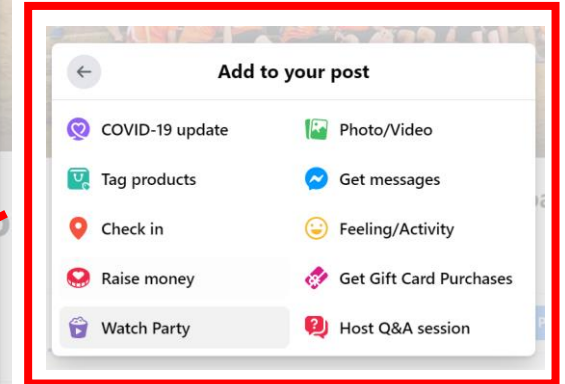 Add to your post
COVID-19 update
Photo/Video
Tag products
Get messages
Check in
Feeling/Activity
Raise money
Get Gift Card Purchases
Watch Party
Host Q&A session